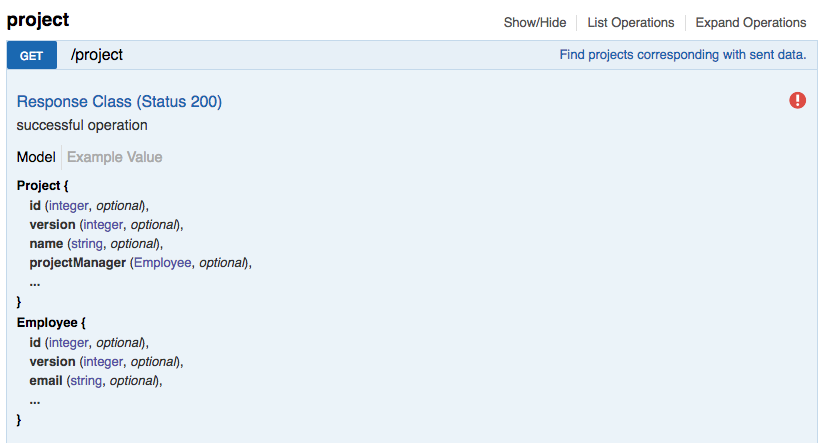 project
Show/Hide List Operations Expand Operations
GET /project Find projects corresponding with sent data.
Response Class (Status 200)
successful operation
Model Example Value
Project {
id (integer, optional),
version (integer, optional),
name (string, optional),
projectManager (Employee, optional),
...
}
Employee {
id (integer, optional),
version (integer, optional),
email (string, optional),
...
}